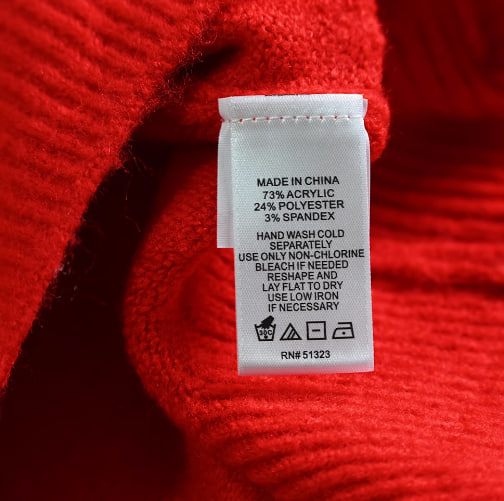 MADE IN CHINA
73% ACRYLIC
24% POLYESTER
3% SPANDEX
HAND WASH COLD
SEPARATELY
USE ONLY NON-CHLORINE
BLEACH IF NEEDED
RESHAPE AND
LAY FLAT TO DRY
USE LOW IRON
IF NECESSARY
30C
RN# 51323